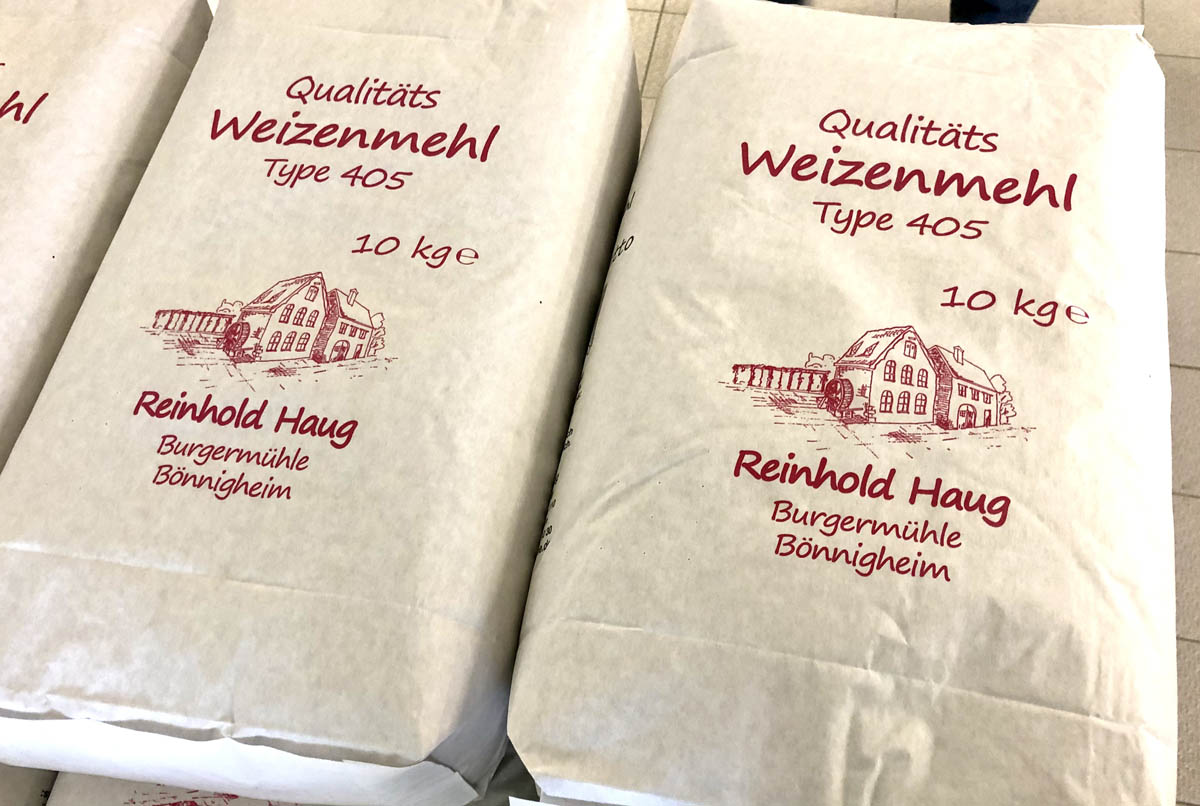 hl
Qualitäts
Weizenmehl
Type 405
10 kg ℮
Reinhold Haug
Burgermühle
Bönnigheim
Qualitäts
Weizenmehl
Type 405
10 kg ℮
Reinhold Haug
Burgermühle
Bönnigheim